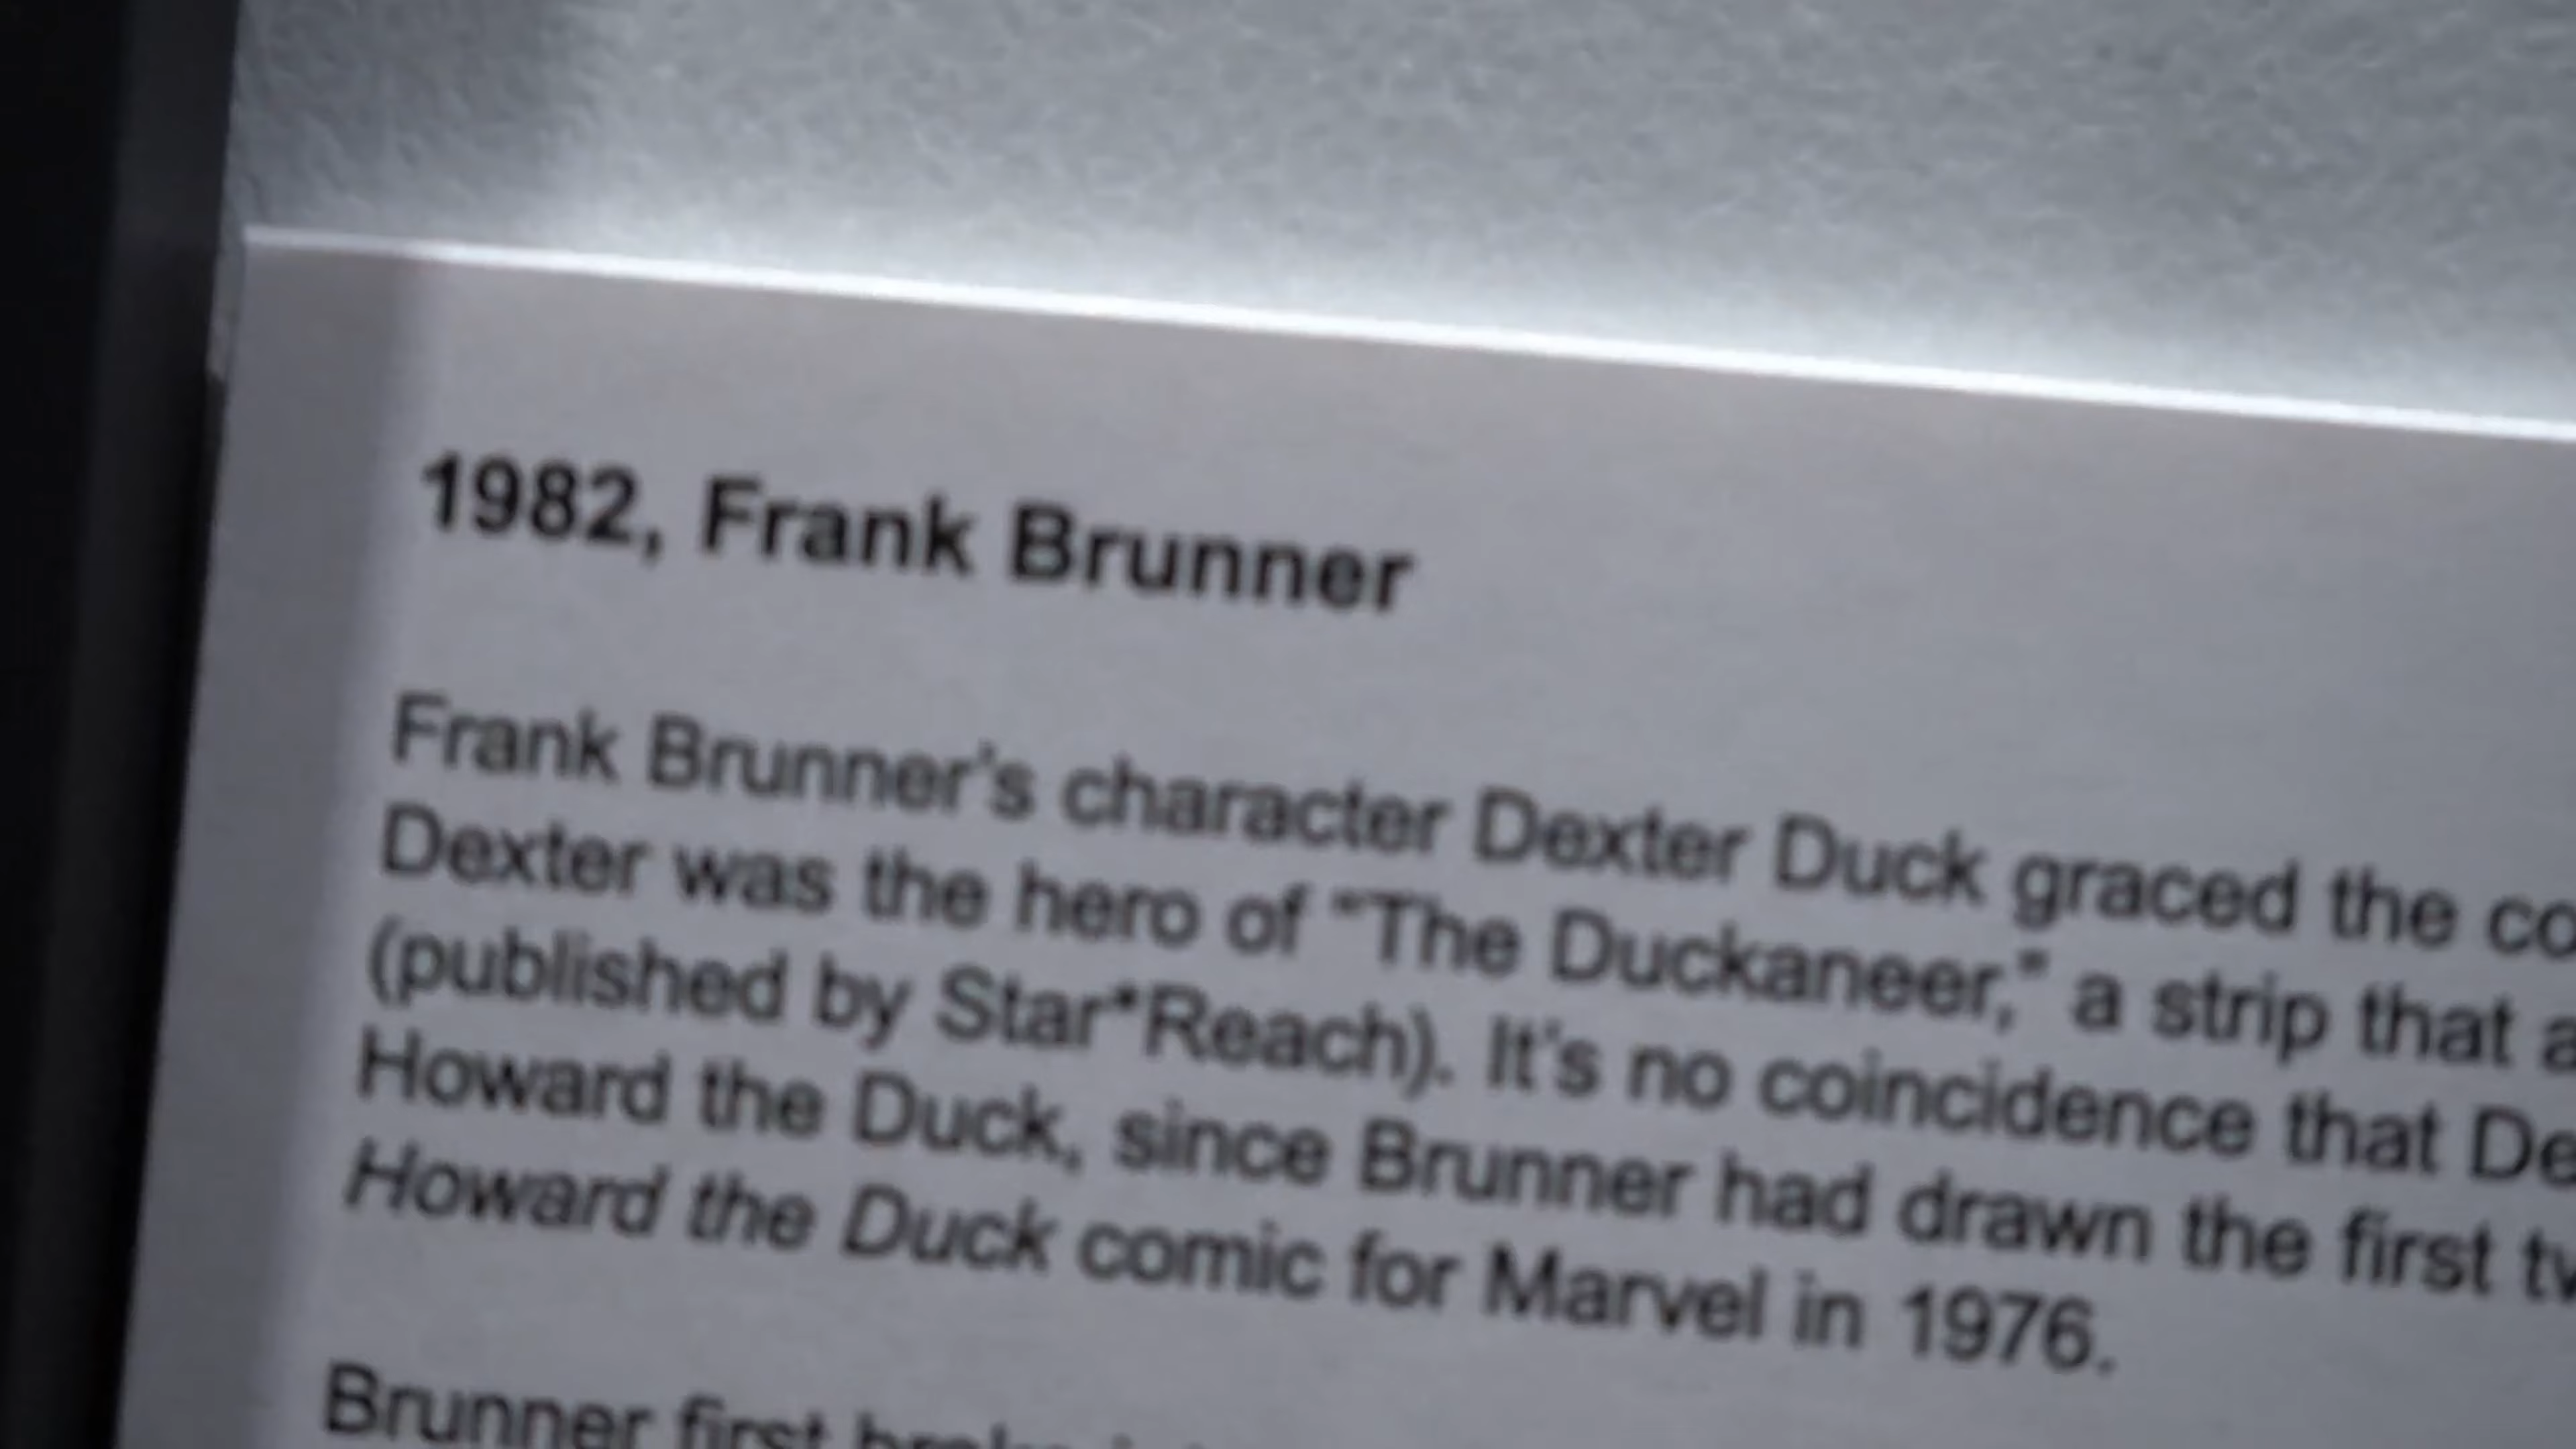 1982, Frank Brunner
Frank Brunner's character Dexter Duck graced the
Dexter was the hero of "The Duckaneer," a strip that
(published by Star*Reach). It's no coincidence that
Howard the Duck, since Brunner had drawn the first
Howard the Duck comic for Marvel in 1976.
Brunner first